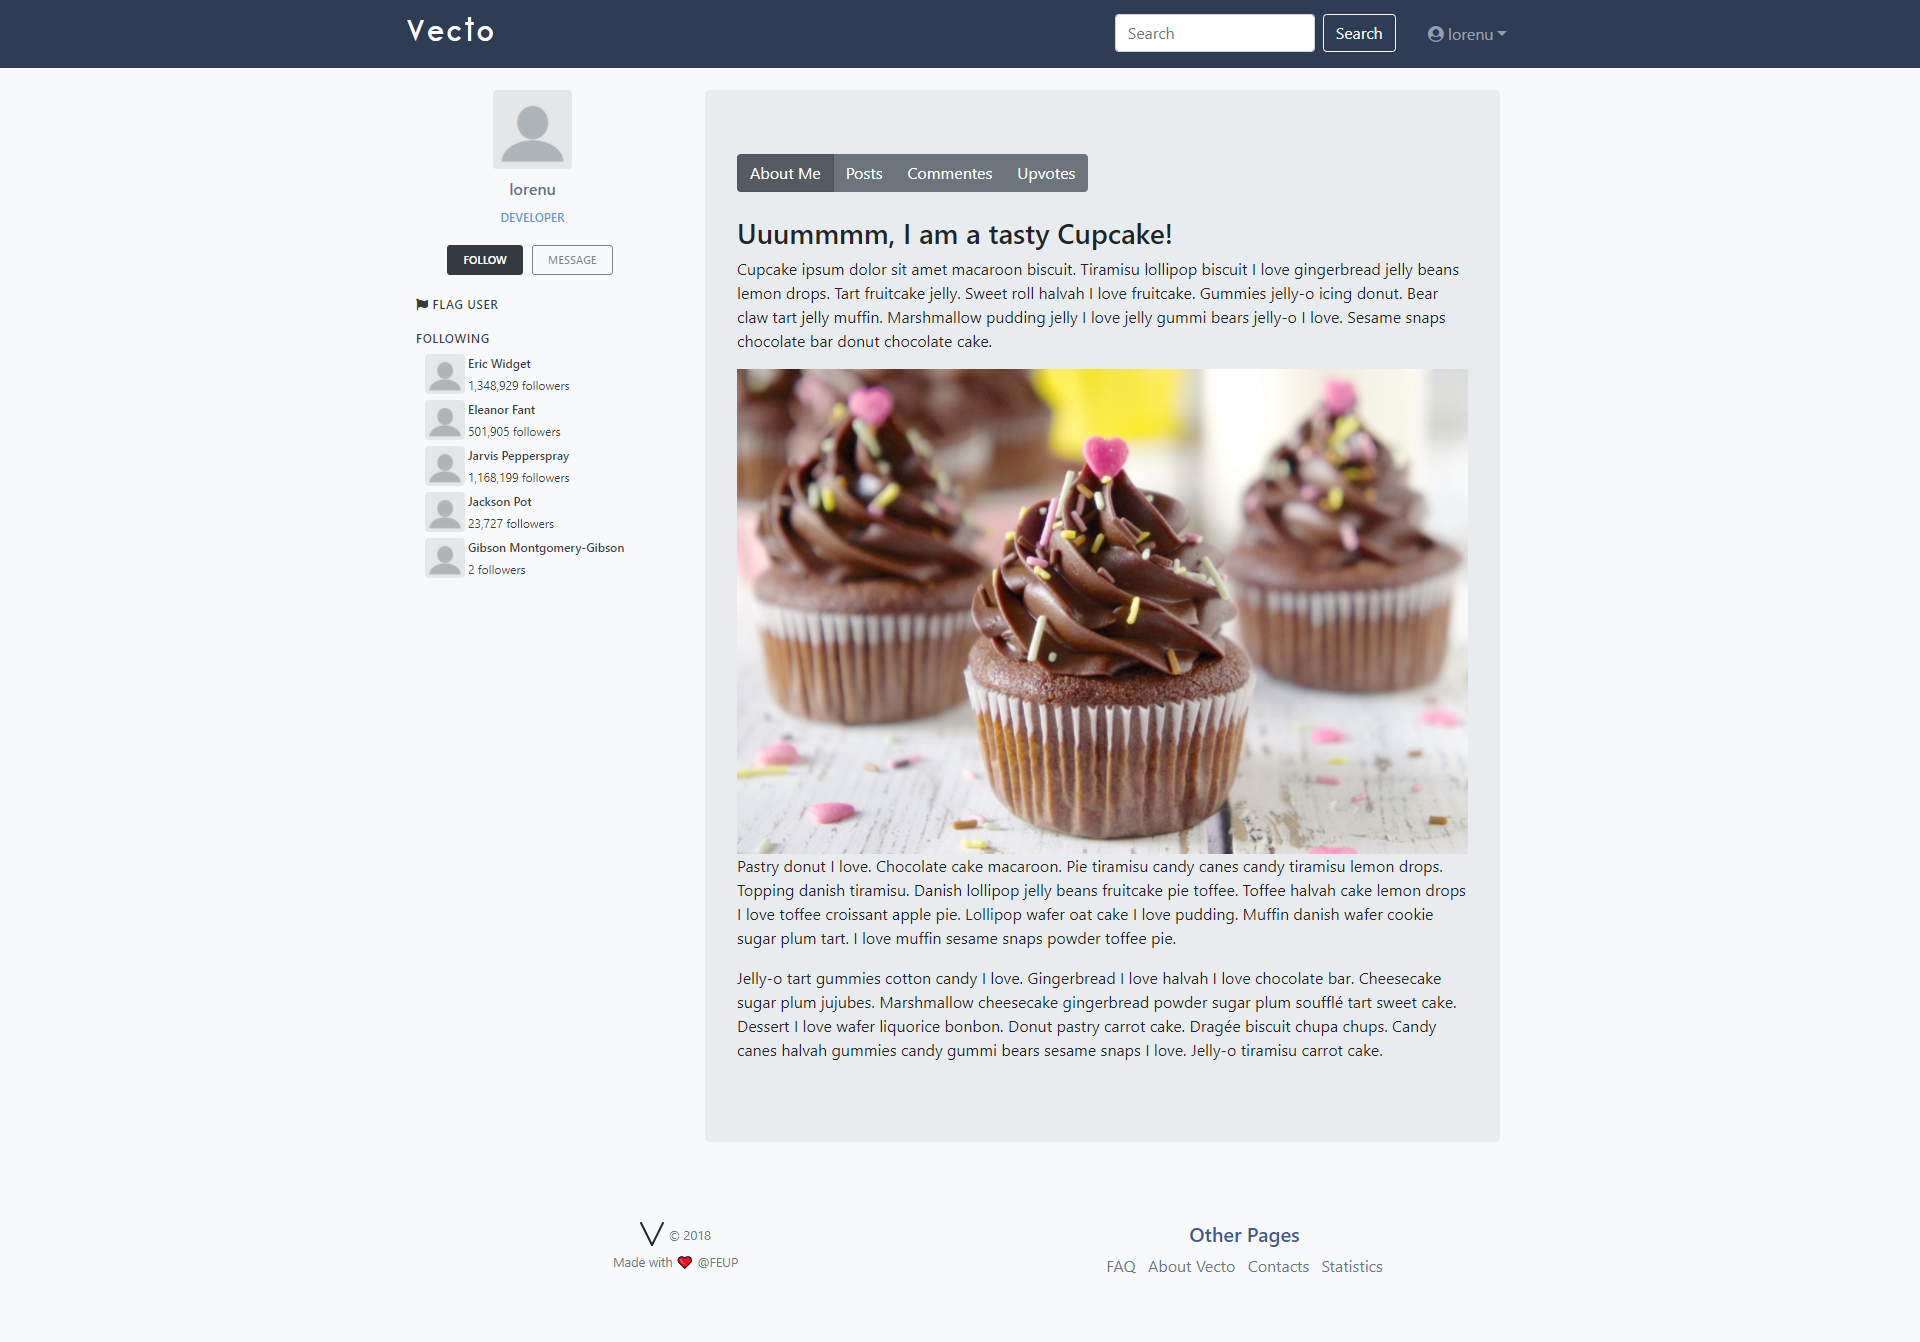 Vecto
Search
Search
lorenu
lorenu
DEVELOPER
FOLLOW
MESSAGE
FLAG USER
FOLLOWING
Eric Widget
1,348,929 followers
Eleanor Fant
501,905 followers
Jarvis Pepperspray
1,168,199 followers
Jackson Pot
23,727 followers
Gibson Montgomery-Gibson
2 followers
About Me
Posts
Commentes
Upvotes
Uuummmm, I am a tasty Cupcake!
Cupcake ipsum dolor sit amet macaroon biscuit. Tiramisu lollipop biscuit I love gingerbread jelly beans
lemon drops. Tart fruitcake jelly. Sweet roll halvah I love fruitcake. Gummies jelly-o icing donut. Bear
claw tart jelly muffin. Marshmallow pudding jelly I love jelly gummi bears jelly-o I love. Sesame snaps
chocolate bar donut chocolate cake.
Pastry donut I love. Chocolate cake macaroon. Pie tiramisu candy canes candy tiramisu lemon drops.
Topping danish tiramisu. Danish lollipop jelly beans fruitcake pie toffee. Toffee halvah cake lemon drops
I love toffee croissant apple pie. Lollipop wafer oat cake I love pudding. Muffin danish wafer cookie
sugar plum tart. I love muffin sesame snaps powder toffee pie.
Jelly-o tart gummies cotton candy I love. Gingerbread I love halvah I love chocolate bar. Cheesecake
sugar plum jujubes. Marshmallow cheesecake gingerbread powder sugar plum soufflé tart sweet cake.
Dessert I love wafer liquorice bonbon. Donut pastry carrot cake. Dragée biscuit chupa chups. Candy
canes halvah gummies candy gummi bears sesame snaps I love. Jelly-o tiramisu carrot cake.
V © 2018
Made with ❤ @FEUP
Other Pages
FAQ About Vecto Contacts Statistics